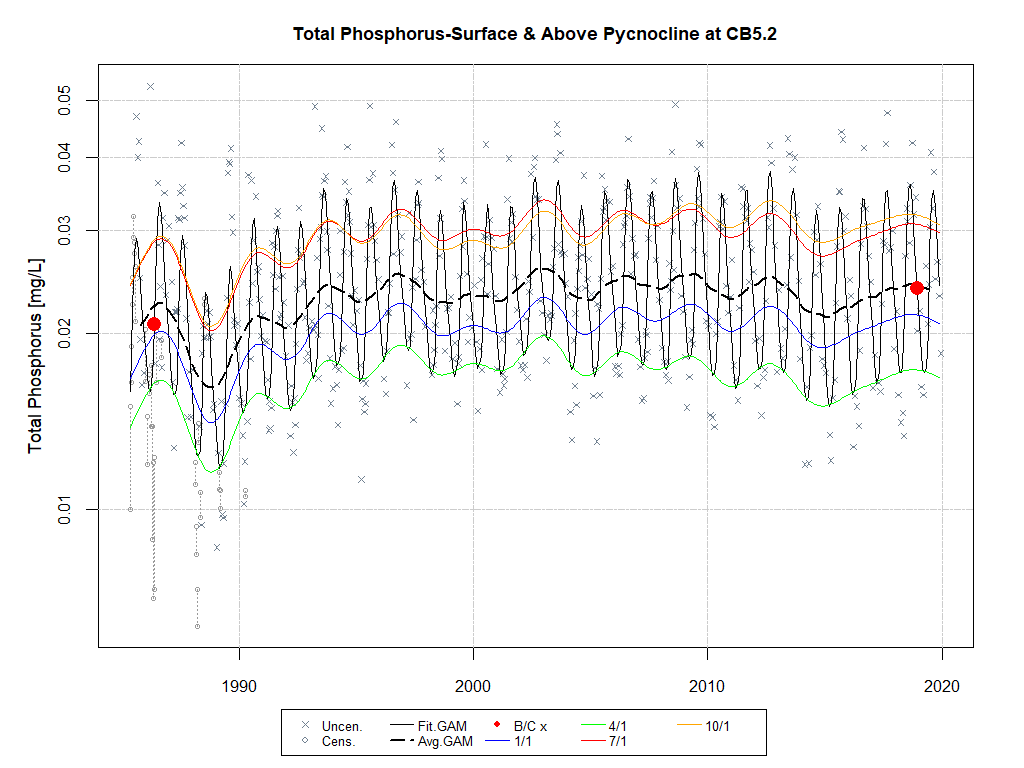 Total Phosphorus-Surface & Above Pycnocline at CB5.2
Total Phosphorus [mg/L]
0.05
0.04
0.03
0.02
0.01
1990 2000 2010 2020
Uncen. Fit.GAM B/C x 4/1 10/1
Cens. Avg.GAM 1/1 7/1